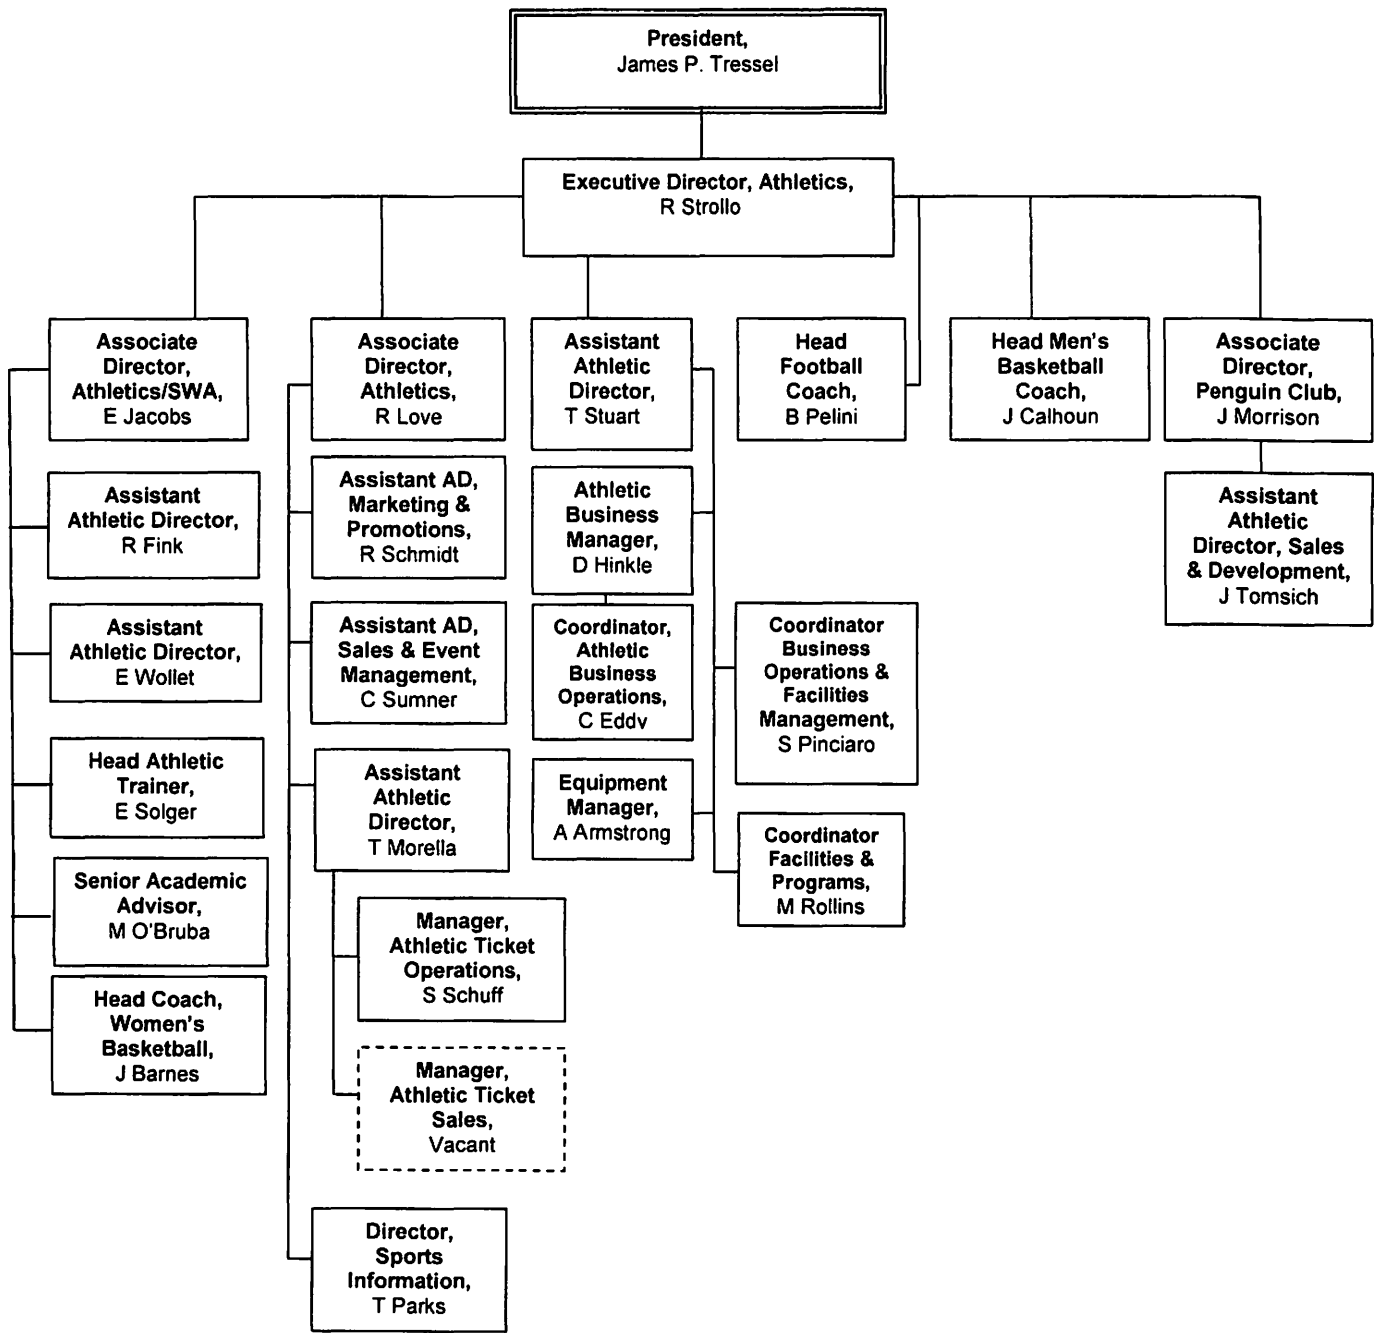 President,
James P. Tressel
Executive Director, Athletics,
R Strollo
Associate
Director,
Athletics/SWA,
E Jacobs
Assistant
Athletic Director,
R Fink
Assistant
Athletic Director,
E Wollet
Head Athletic
Trainer,
E Solger
Senior Academic
Advisor,
M O'Bruba
Head Coach,
Women's
Basketball,
J Barnes
Associate
Director,
Athletics,
R Love
Assistant AD,
Marketing &
Promotions,
R Schmidt
Assistant AD,
Sales & Event
Management,
C Sumner
Assistant
Athletic
Director,
T Morella
Manager,
Athletic Ticket
Operations,
S Schuff
Manager,
Athletic Ticket
Sales,
Vacant
Director,
Sports
Information,
T Parks
Assistant
Athletic
Director,
T Stuart
Athletic
Business
Manager,
D Hinkle
Coordinator,
Athletic
Business
Operations,
C Eddy
Equipment
Manager,
A Armstrong
Coordinator
Business
Operations &
Facilities
Management,
S Pinciaro
Coordinator
Facilities &
Programs,
M Rollins
Head
Football
Coach,
B Pelini
Head Men's
Basketball
Coach,
J Calhoun
Associate
Director,
Penguin Club,
J Morrison
Assistant
Athletic
Director, Sales
& Development,
J Tomsich